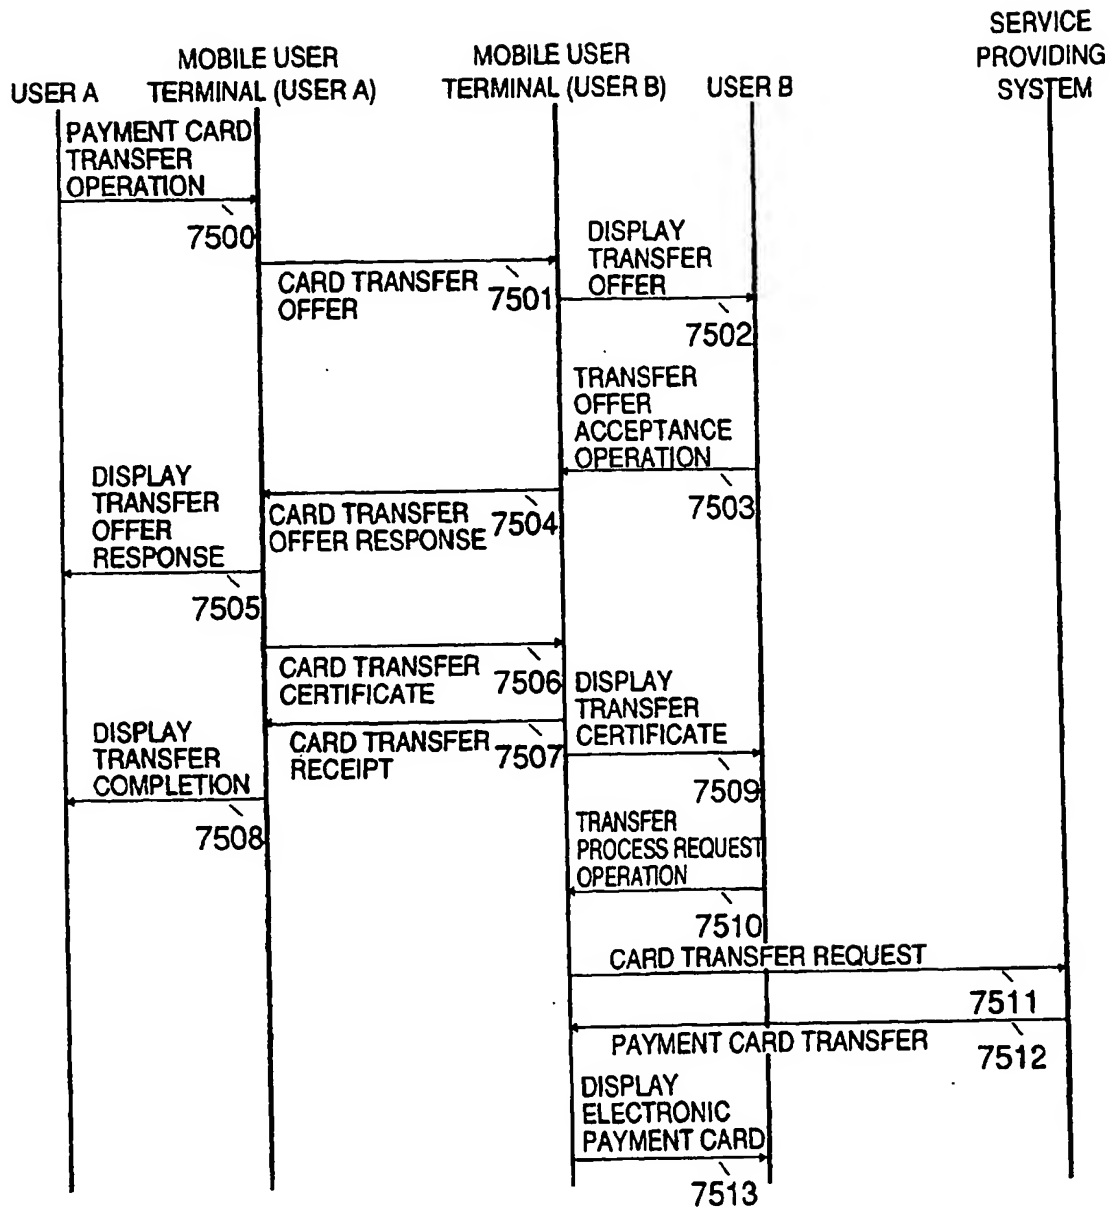 SERVICE
PROVIDING
SYSTEM
MOBILE USER
TERMINAL (USER A)
MOBILE USER
TERMINAL (USER B)
USER A
USER B
PAYMENT CARD
TRANSFER
OPERATION
7500
CARD TRANSFER
OFFER
7501
DISPLAY
TRANSFER
OFFER
7502
TRANSFER
OFFER
ACCEPTANCE
OPERATION
7503
CARD TRANSFER
OFFER RESPONSE
7504
DISPLAY
TRANSFER
OFFER
RESPONSE
7505
CARD TRANSFER
CERTIFICATE
7506
DISPLAY
TRANSFER
CERTIFICATE
7509
CARD TRANSFER
RECEIPT
7507
DISPLAY
TRANSFER
COMPLETION
7508
TRANSFER
PROCESS REQUEST
OPERATION
7510
CARD TRANSFER REQUEST
7511
PAYMENT CARD TRANSFER
7512
DISPLAY
ELECTRONIC
PAYMENT CARD
7513